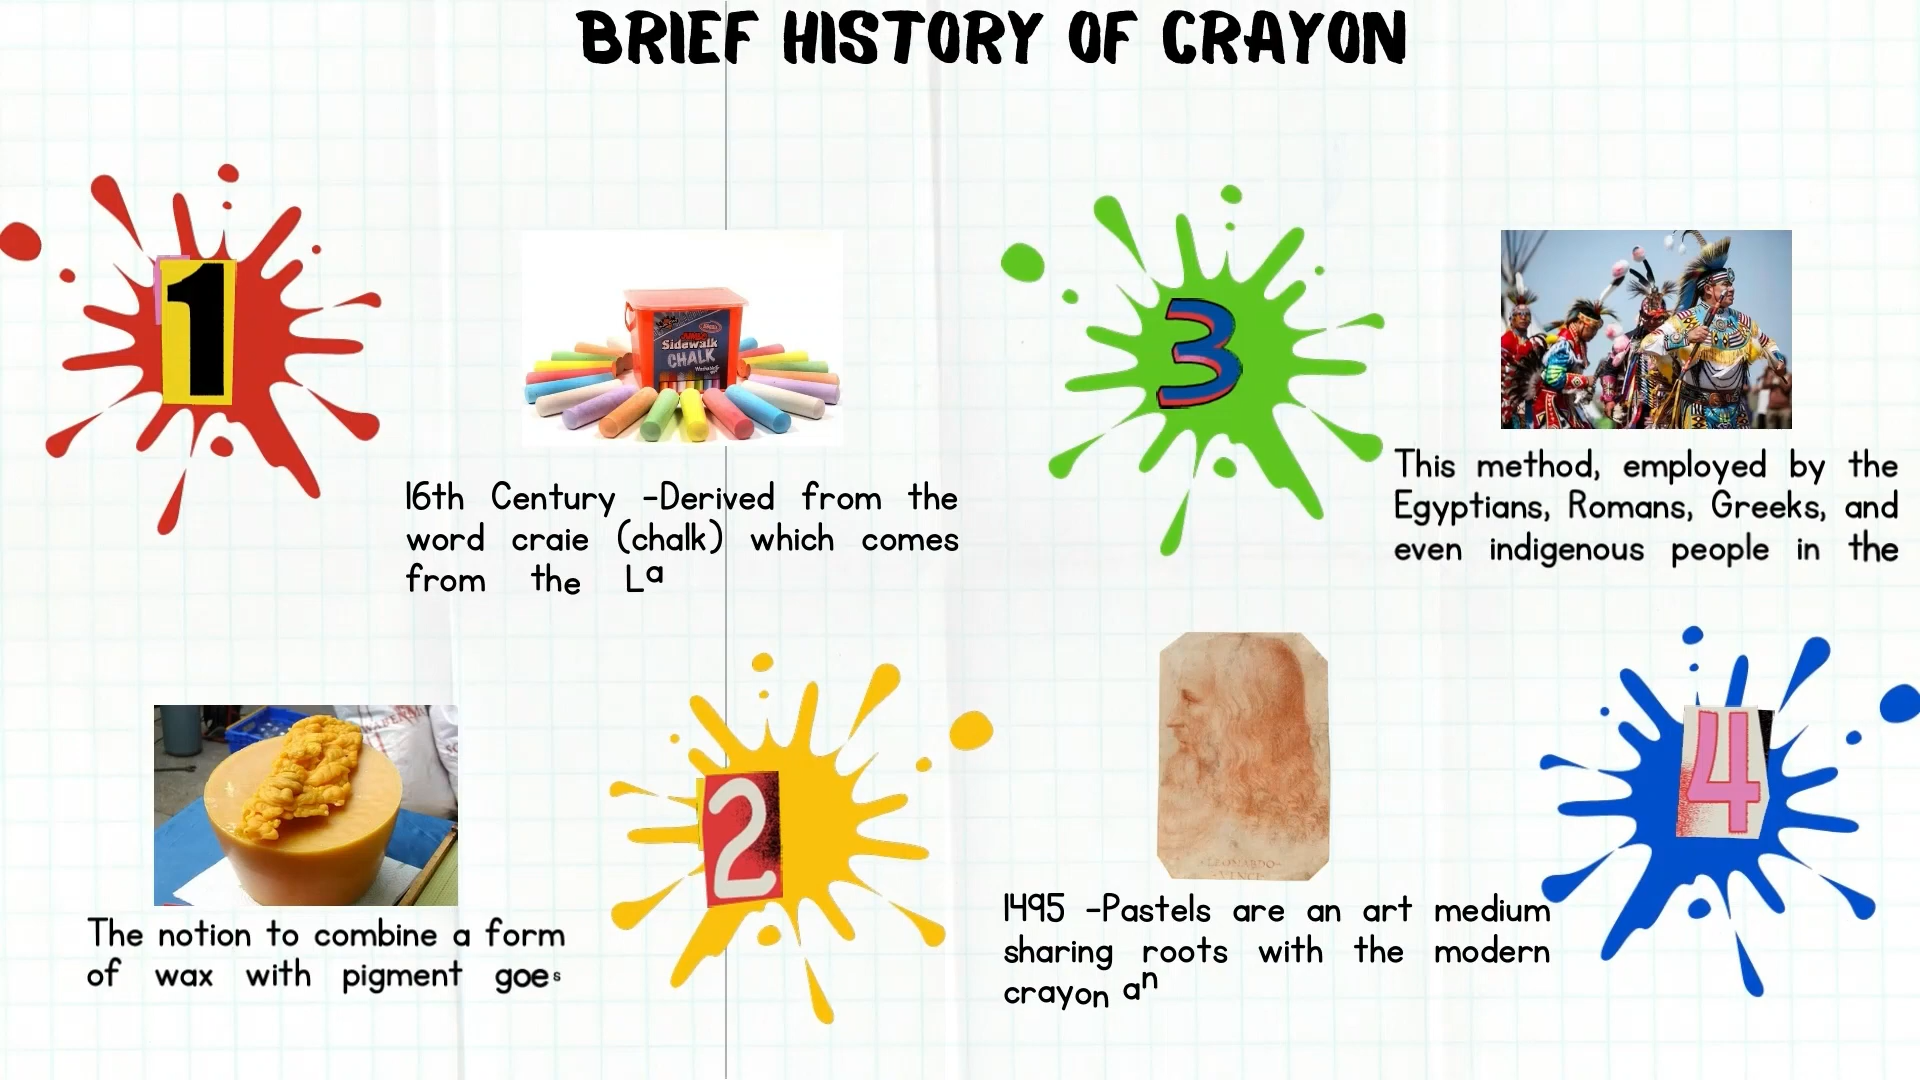 BRIEF HISTORY OF CRAYON
1
Sidewalk
CHALK
16th Century -Derived from the
word craie (chalk) which comes
from the La
2
The notion to combine a form
of wax with pigment goes
3
This method, employed by the
Egyptians, Romans, Greeks, and
even indigenous people in the
4
1495 -Pastels are an art medium
sharing roots with the modern
crayon an